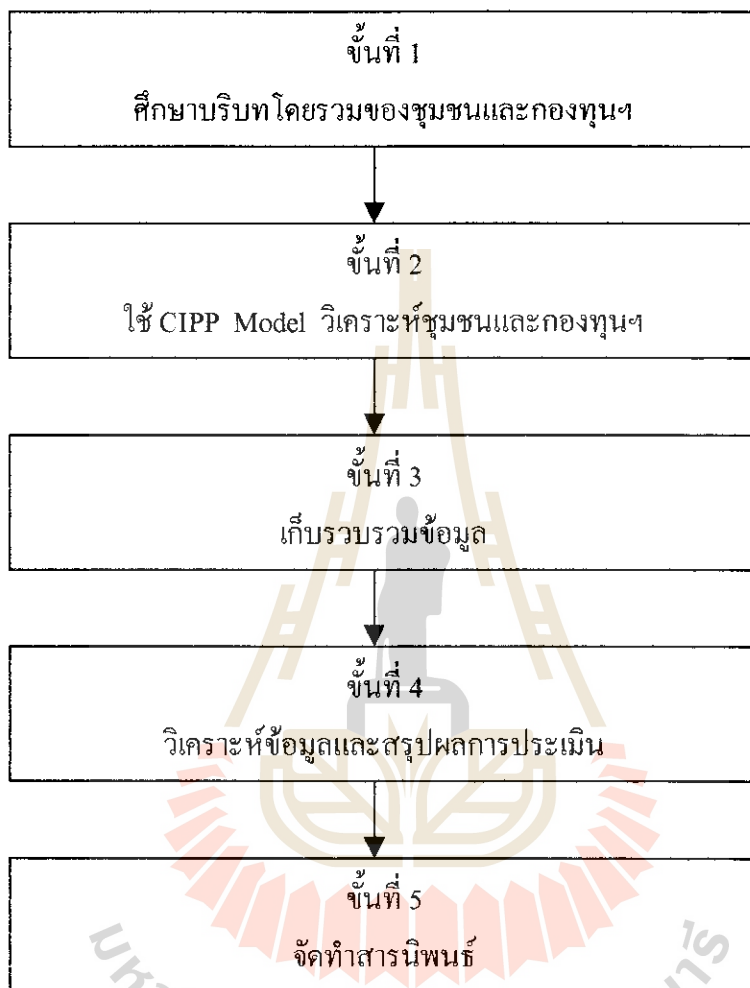 ขั้นที่ 1
ศึกษาบริบทโดยรวมของชุมชนและกองทุนฯ
ขั้นที่ 2
ใช้ CIPP Model วิเคราะห์ชุมชนและกองทุนฯ
ขั้นที่ 3
เก็บรวบรวมข้อมูล
ขั้นที่ 4
วิเคราะห์ข้อมูลและสรุปผลการประเมิน
ขั้นที่ 5
จัดทำสารนิพนธ์